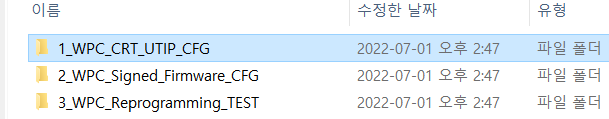 이름 수정한 날짜 유형
1_WPC_CRT_UTIP_CFG 2022-07-01 오후 2:47 파일 폴더
2_WPC_Signed_Firmware_CFG 2022-07-01 오후 2:47 파일 폴더
3_WPC_Reprogramming_TEST 2022-07-01 오후 2:47 파일 폴더